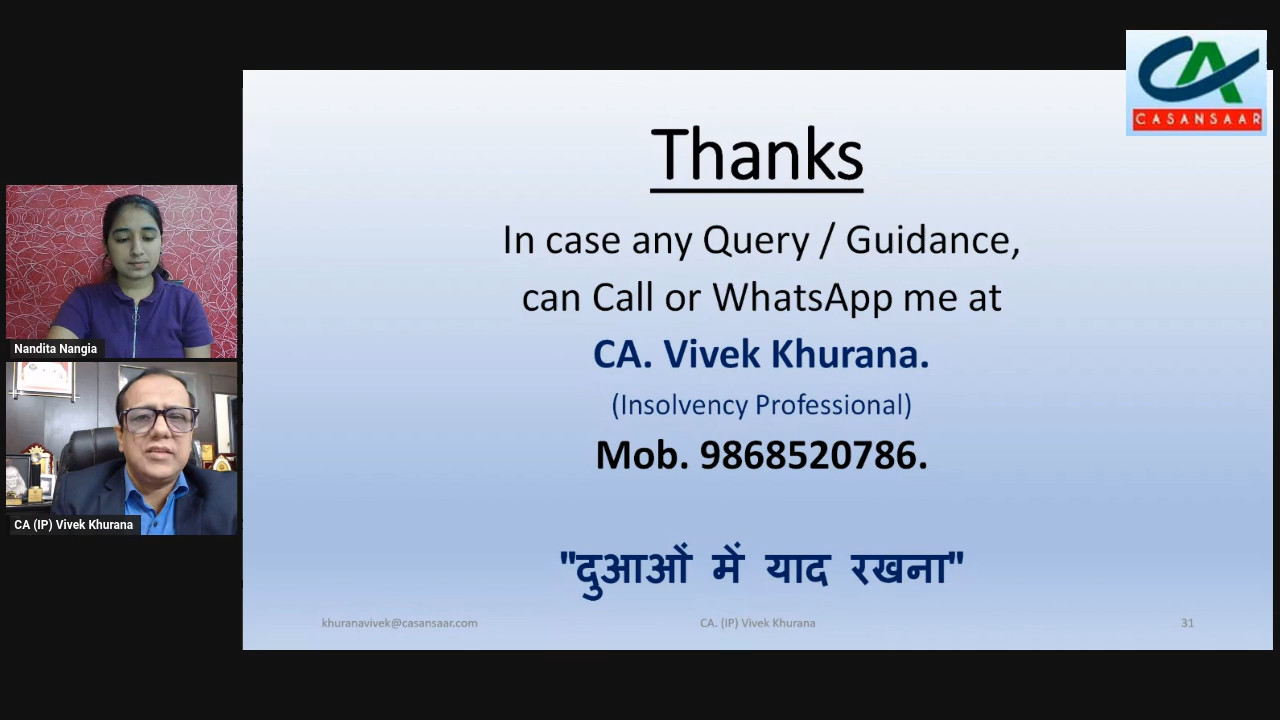 CASANSAAR
Thanks
In case any Query / Guidance,
can Call or WhatsApp me at
CA. Vivek Khurana.
(Insolvency Professional)
Mob. 9868520786.
"दुआओं में याद रखना"
khuranavivek@casansaar.com
CA. (IP) Vivek Khurana
31
Nandita Nangia
CA (IP) Vivek Khurana